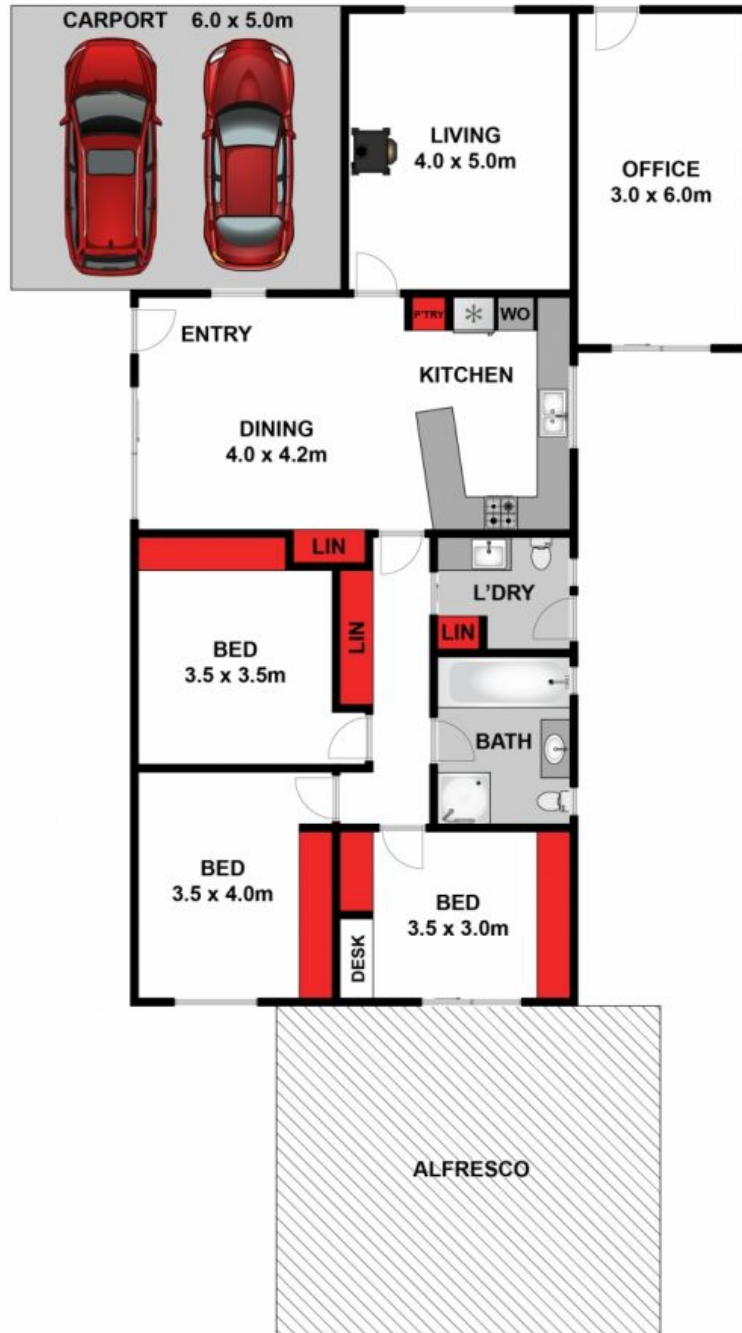 CARPORT 6.0 x 5.0m
LIVING
4.0 x 5.0m
OFFICE
3.0 x 6.0m
P'TRY
WO
ENTRY
KITCHEN
DINING
4.0 x 4.2m
LIN
L'DRY
LIN
LIN
BED
3.5 x 3.5m
BATH
BED
3.5 x 4.0m
BED
3.5 x 3.0m
DESK
ALFRESCO